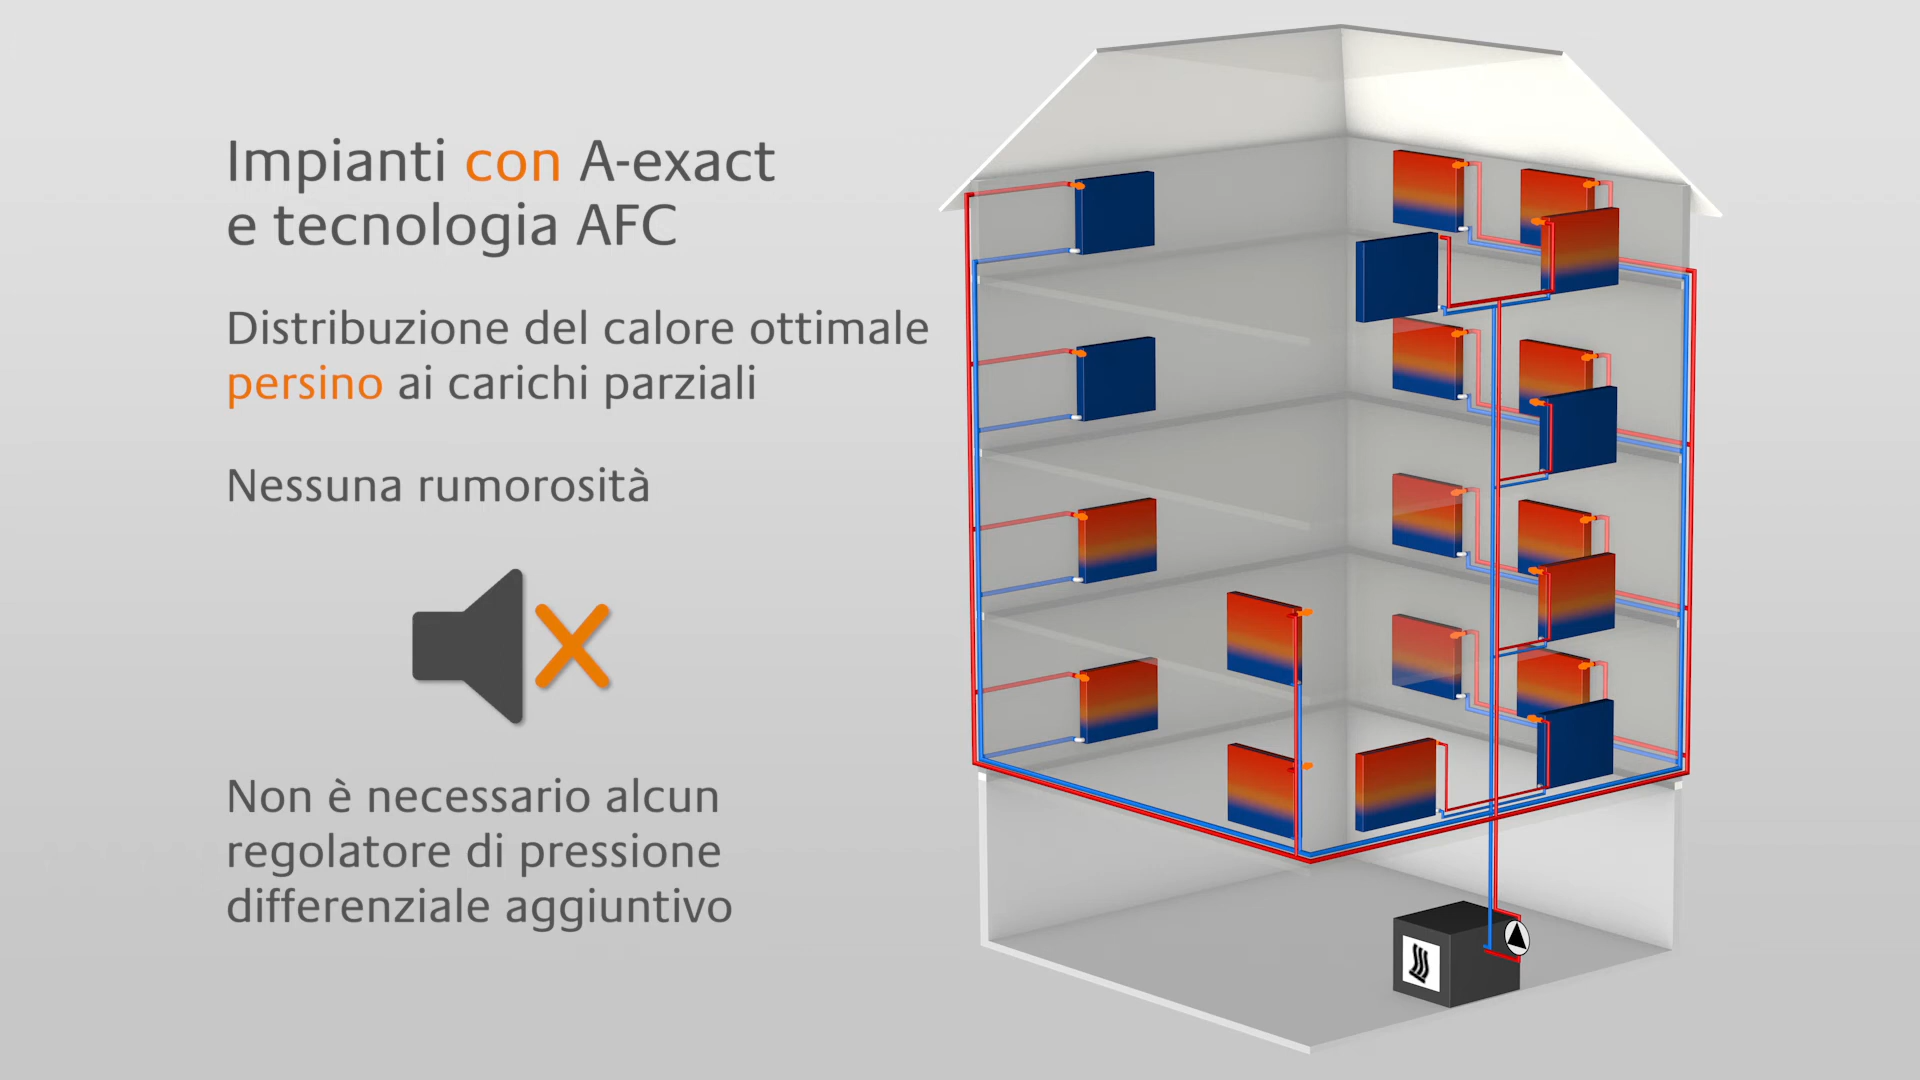 Impianti con A-exact
e tecnologia AFC
Distribuzione del calore ottimale
persino ai carichi parziali
Nessuna rumorosità
Non è necessario alcun
regolatore di pressione
differenziale aggiuntivo